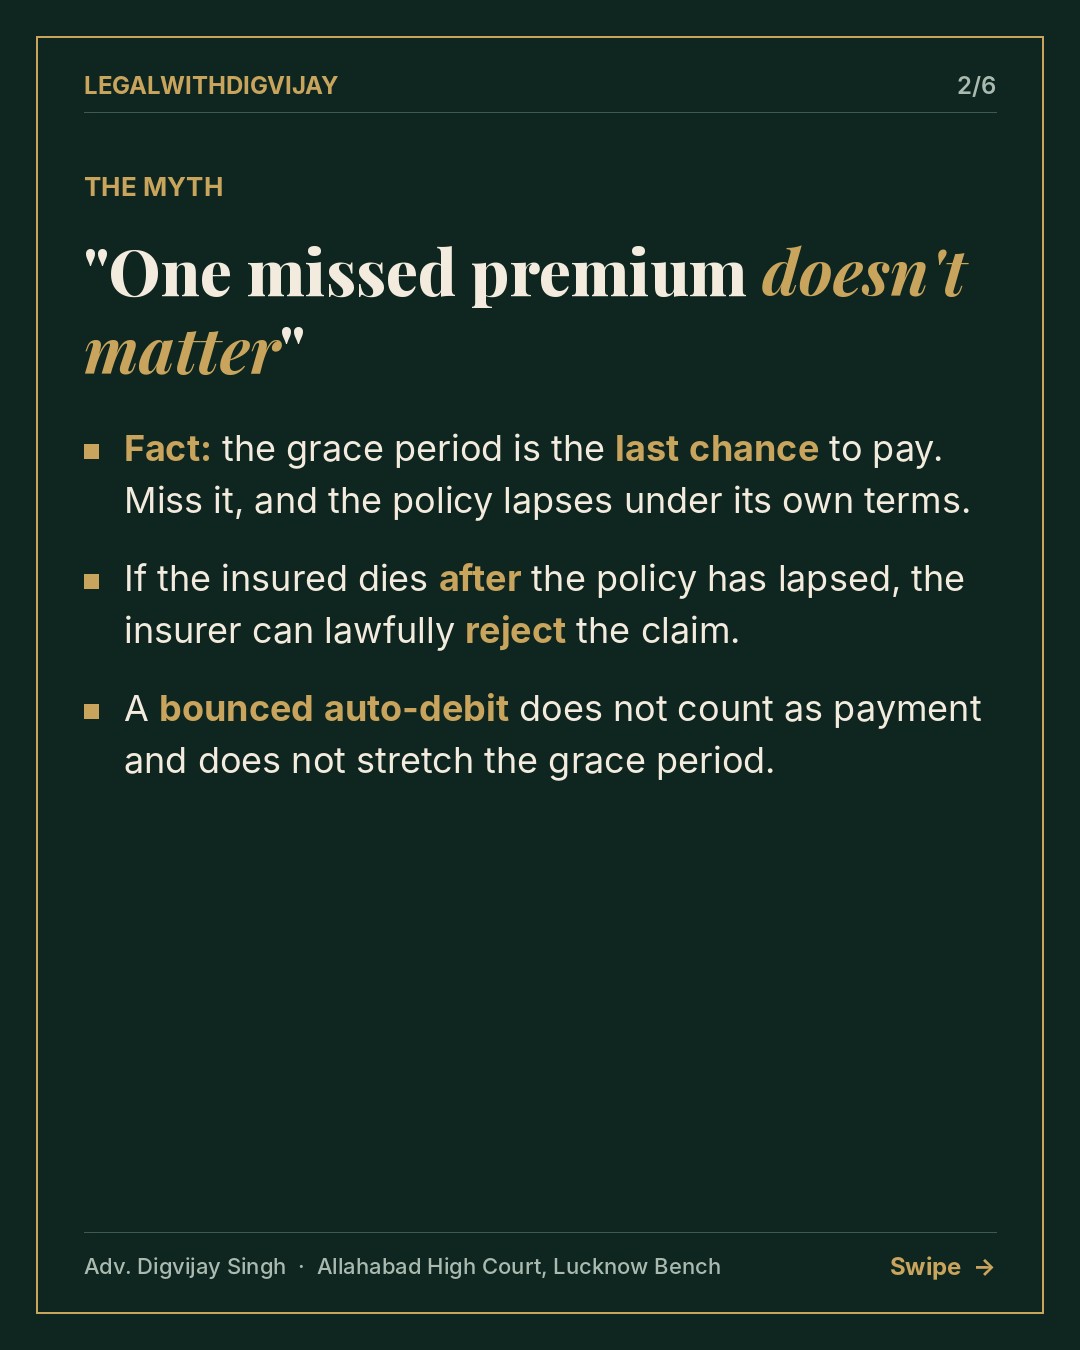 LEGALWITHDIGVIJAY
2/6
THE MYTH
"One missed premium doesn't
matter"
Fact: the grace period is the last chance to pay.
Miss it, and the policy lapses under its own terms.
If the insured dies after the policy has lapsed, the
insurer can lawfully reject the claim.
A bounced auto-debit does not count as payment
and does not stretch the grace period.
Adv. Digvijay Singh · Allahabad High Court, Lucknow Bench
Swipe →